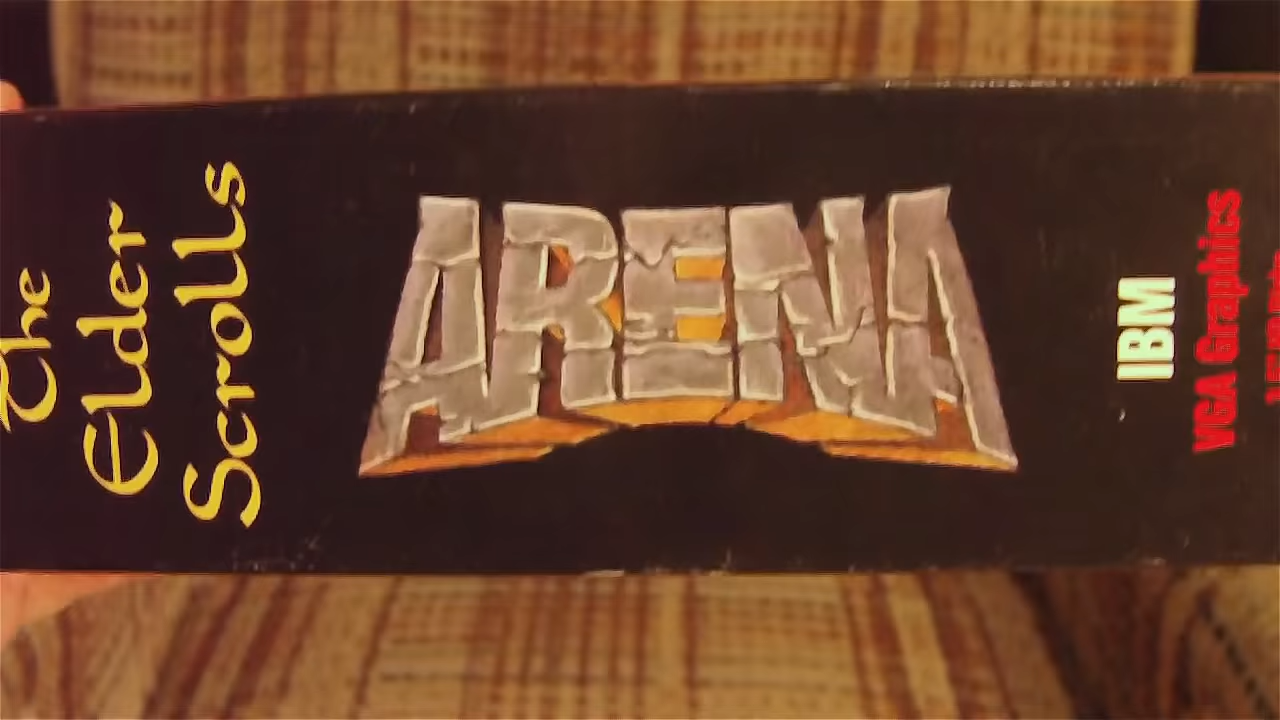 The
Elder
Scrolls
ARENA
IBM
VGA Graphics